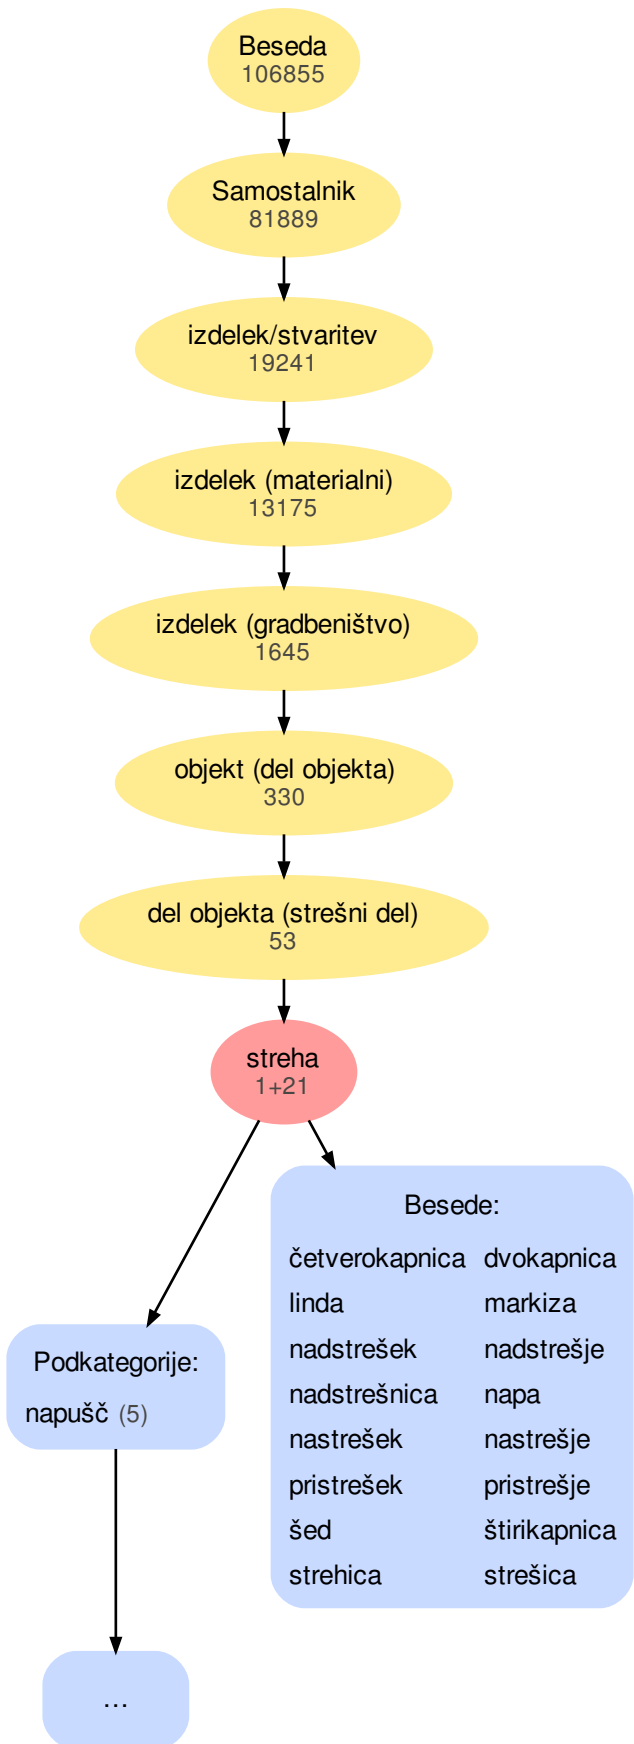 Beseda
106855
Samostalnik
81889
izdelek/stvaritev
19241
izdelek (materialni)
13175
izdelek (gradbeništvo)
1645
objekt (del objekta)
330
del objekta (strešni del)
53
streha
1+21
Besede:
četverokapnica dvokapnica
linda markiza
nadstrešek nadstrešje
nadstrešnica napa
nastrešek nastrešje
pristrešek pristrešje
šed štirikapnica
strehica strešica
Podkategorije:
napušč (5)
...